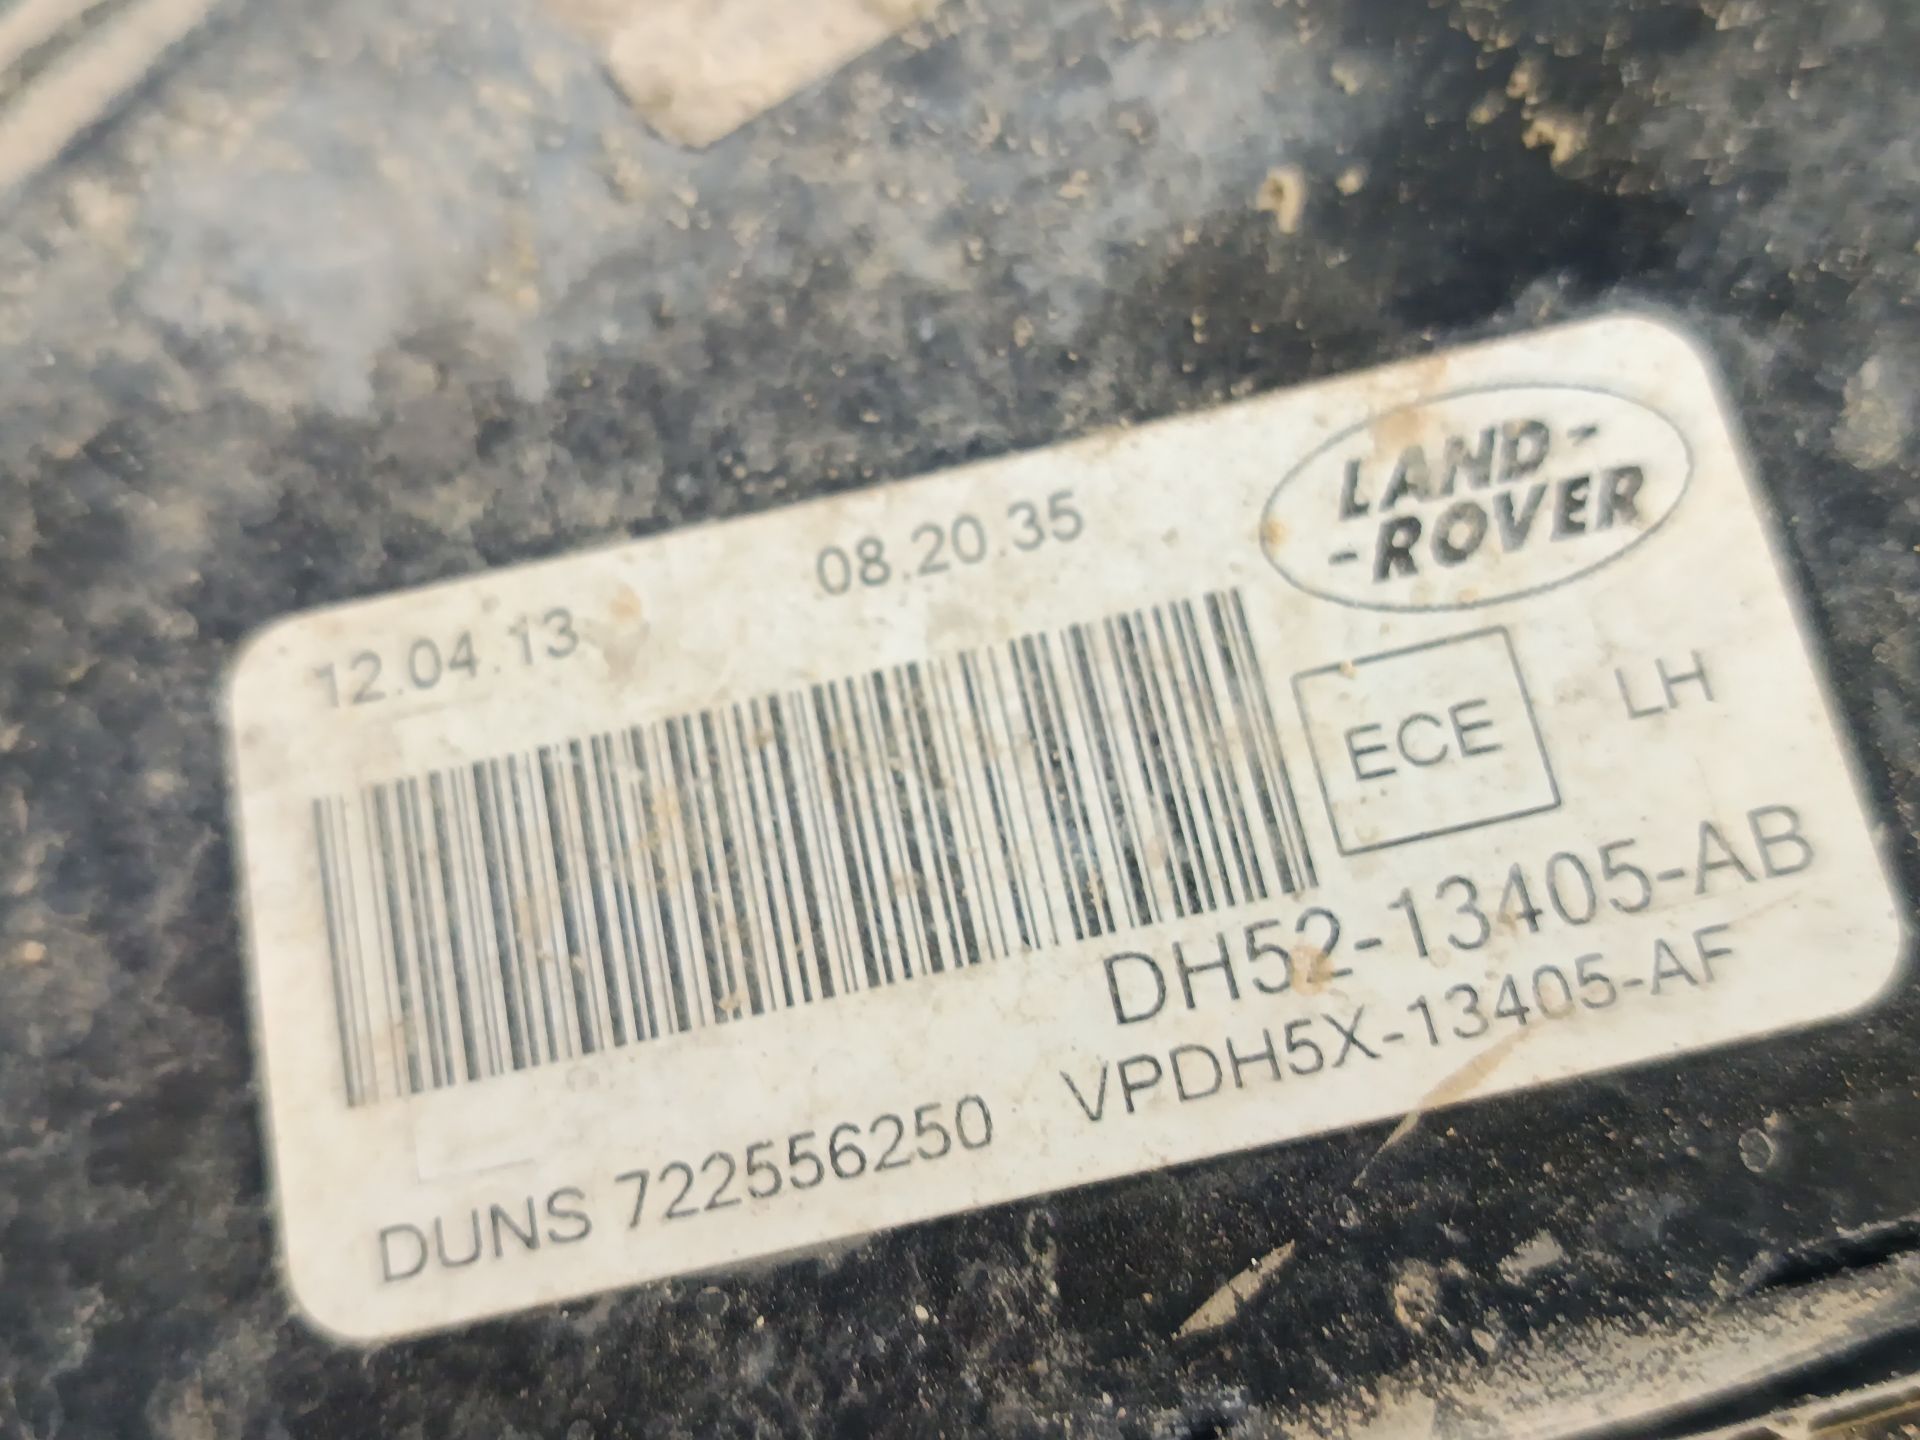 12.04.13 08.20.35
LAND-
-ROVER
ECE LH
DH52-13405-AB
DUNS 722556250 VPDH5X-13405-AF